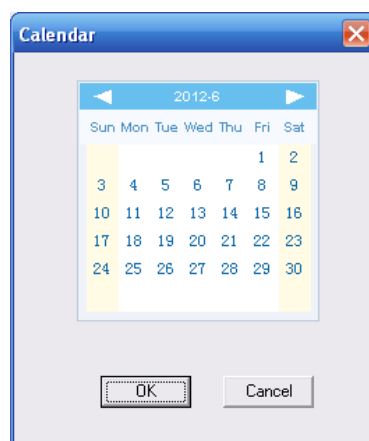 Calendar
2012-6
Sun Mon Tue Wed Thu Fri Sat
1 2
3 4 5 6 7 8 9
10 11 12 13 14 15 16
17 18 19 20 21 22 23
24 25 26 27 28 29 30
OK Cancel